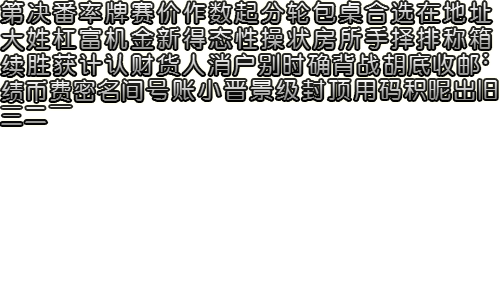 第决番率牌赛价作数起分轮包桌合选在地址
大姓杠富机金新得态性操状房所手择排称箱
续胜获计认财货人消户别时确背战胡底收邮:
绩币费密名间号账小晋景级封顶用码积昵出旧
三二一